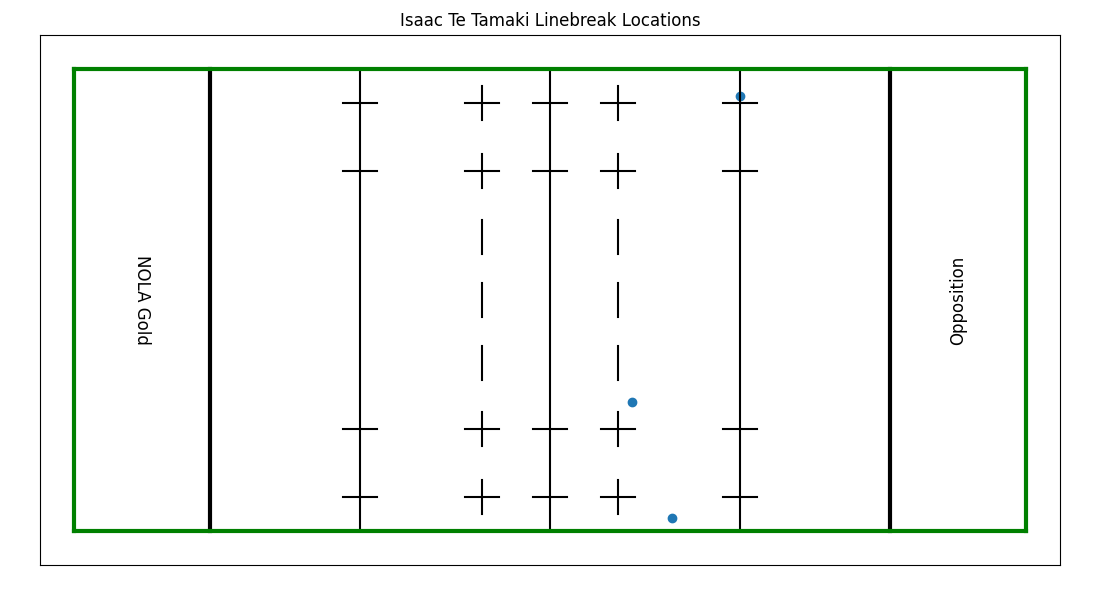 Isaac Te Tamaki Linebreak Locations
NOLA Gold
Opposition